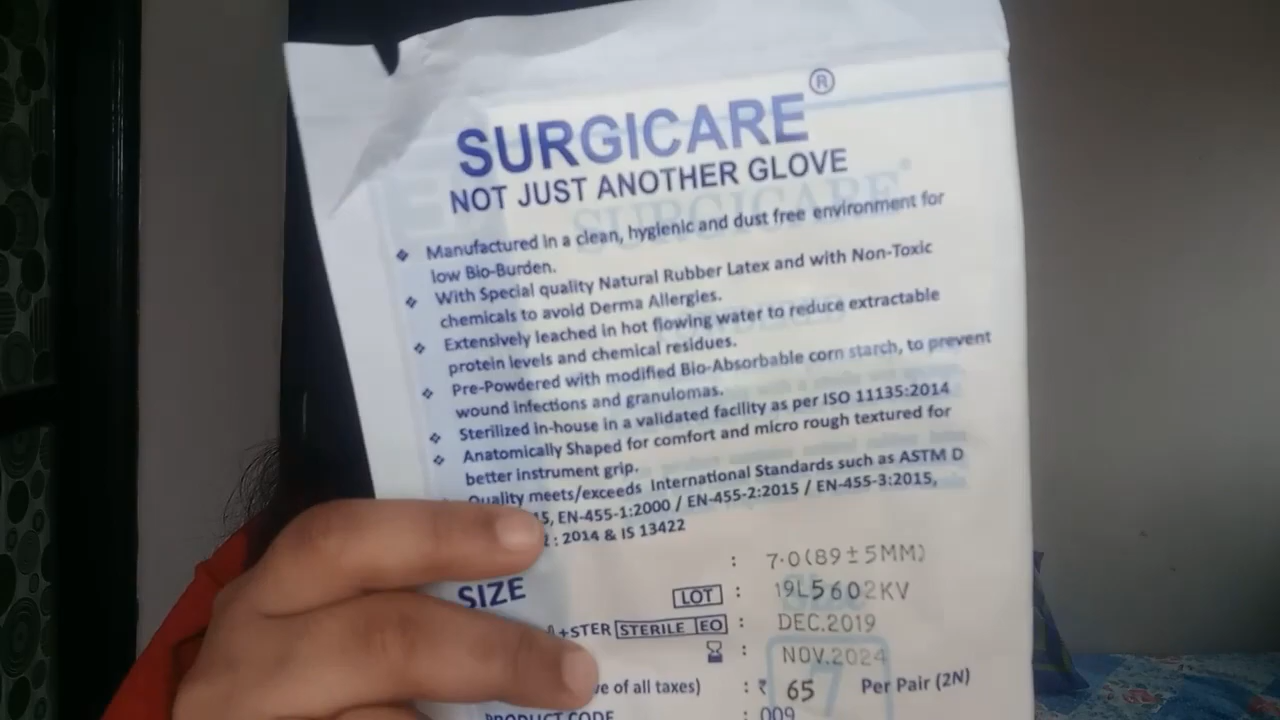 SURGICARE®
NOT JUST ANOTHER GLOVE
❖ Manufactured in a clean, hygienic and dust free environment for
low Bio-Burden.
❖ With Special quality Natural Rubber Latex and with Non-Toxic
chemicals to avoid Derma Allergies.
❖ Extensively leached in hot flowing water to reduce extractable
protein levels and chemical residues.
❖ Pre-Powdered with modified Bio-Absorbable corn starch, to prevent
wound infections and granulomas.
❖ Sterilized in-house in a validated facility as per ISO 11135:2014
❖ Anatomically Shaped for comfort and micro rough textured for
better instrument grip.
Quality meets/exceeds International Standards such as ASTM D
5, EN-455-1:2000 / EN-455-2:2015 / EN-455-3:2015,
: 2014 & IS 13422
SIZE : 7.0(89±5MM)
LOT : 19L5602KV
+STER STERILE EO : DEC.2019
: NOV.2024
of all taxes) : ₹ 65 Per Pair (2N)
PRODUCT CODE : 009